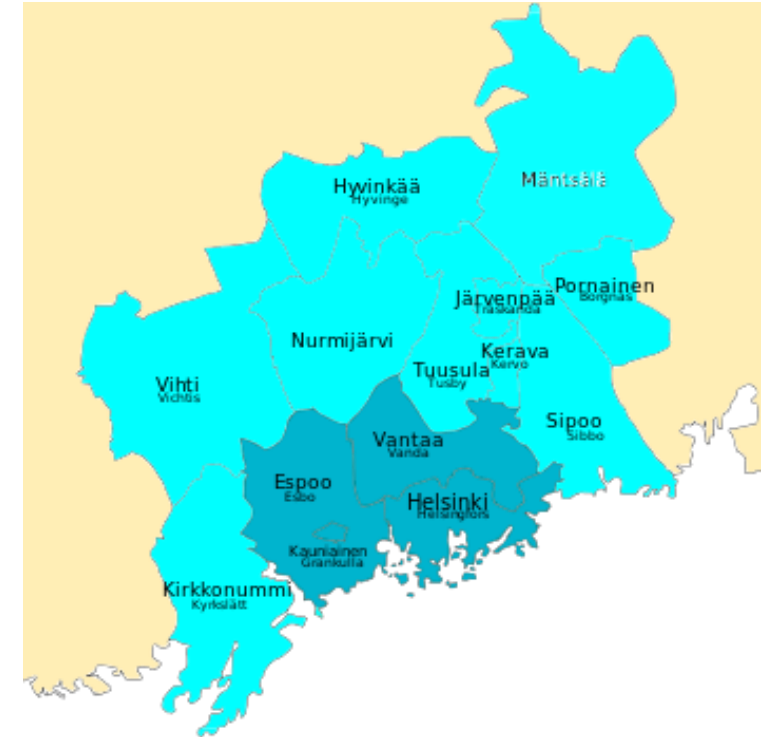 Mäntsälä
Hyvinkää
Hyvinge
Pornainen
Borgnäs
Järvenpää
Träskända
Nurmijärvi
Kerava
Kervo
Tuusula
Tusby
Vihti
Vichtis
Sipoo
Sibbo
Vantaa
Vanda
Espoo
Esbo
Helsinki
Helsingfors
Kauniainen
Grankulla
Kirkkonummi
Kyrkslätt